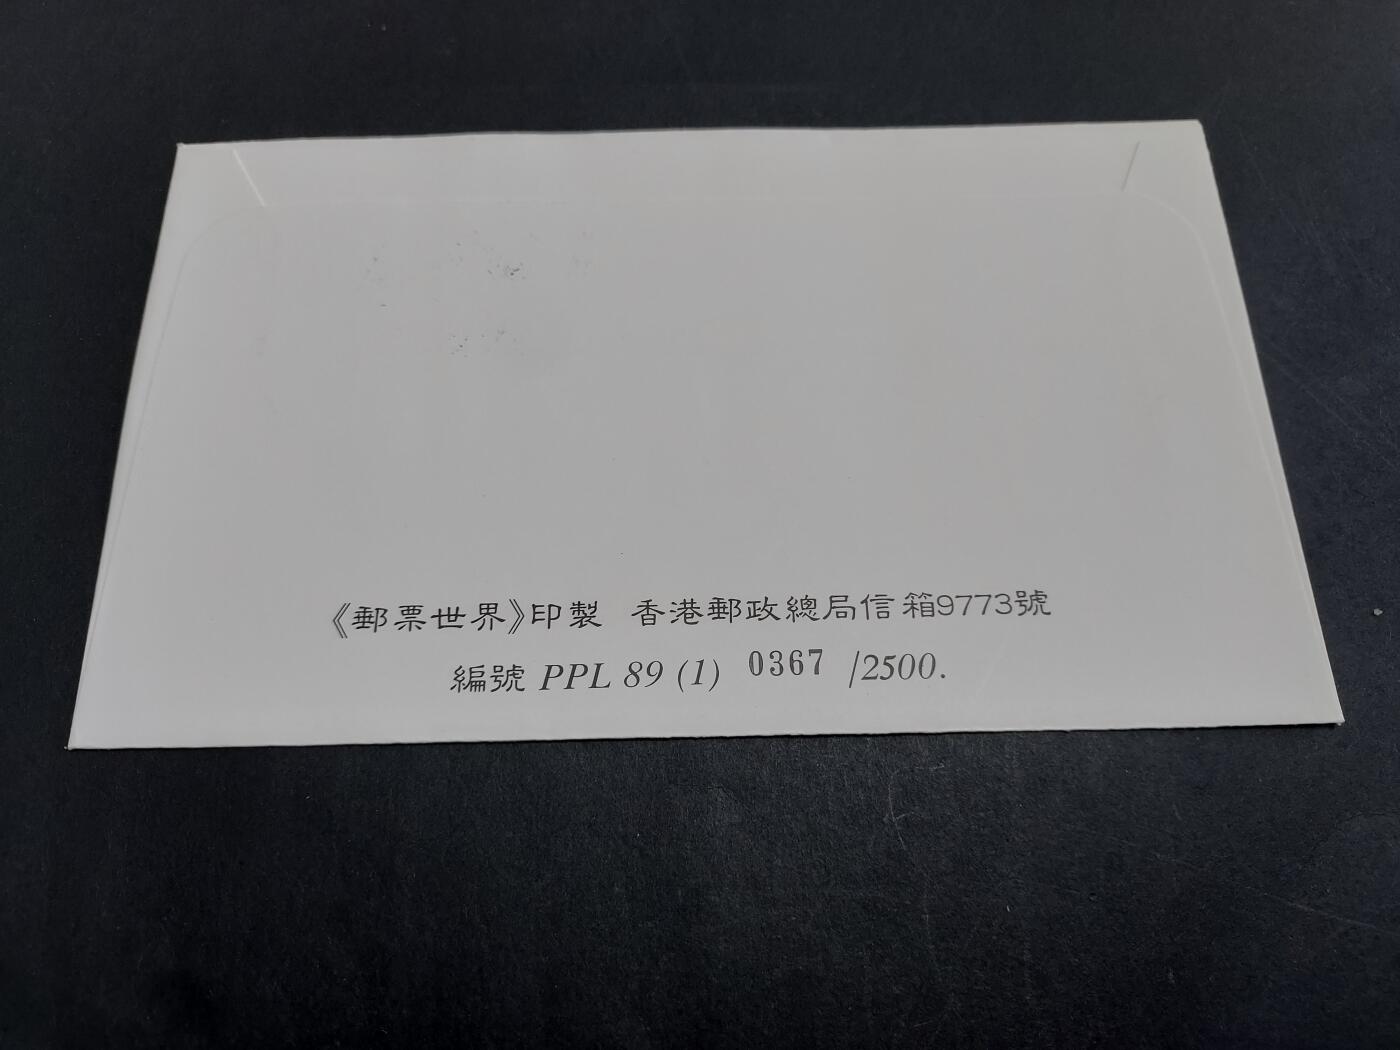 《郵票世界》印製 香港郵政總局信箱9773號
編號 PPL 89 (1) 0367 /2500.